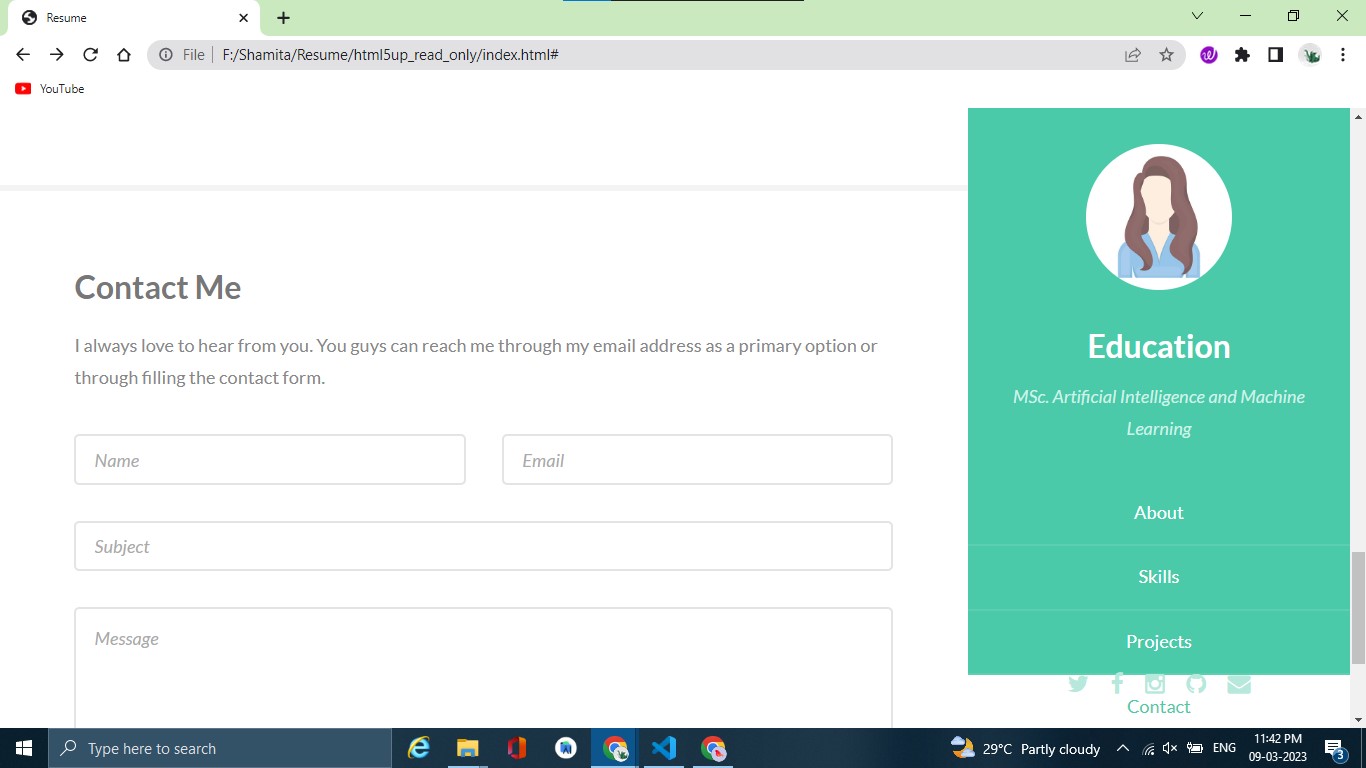 Resume
File
F:/Shamita/Resume/html5up_read_only/index.html#
YouTube
Contact Me
I always love to hear from you. You guys can reach me through my email address as a primary option or
through filling the contact form.
Name
Email
Subject
Message
Education
MSc. Artificial Intelligence and Machine
Learning
About
Skills
Projects
Contact
Type here to search
29°C Partly cloudy
ENG
11:42 PM
09-03-2023
3